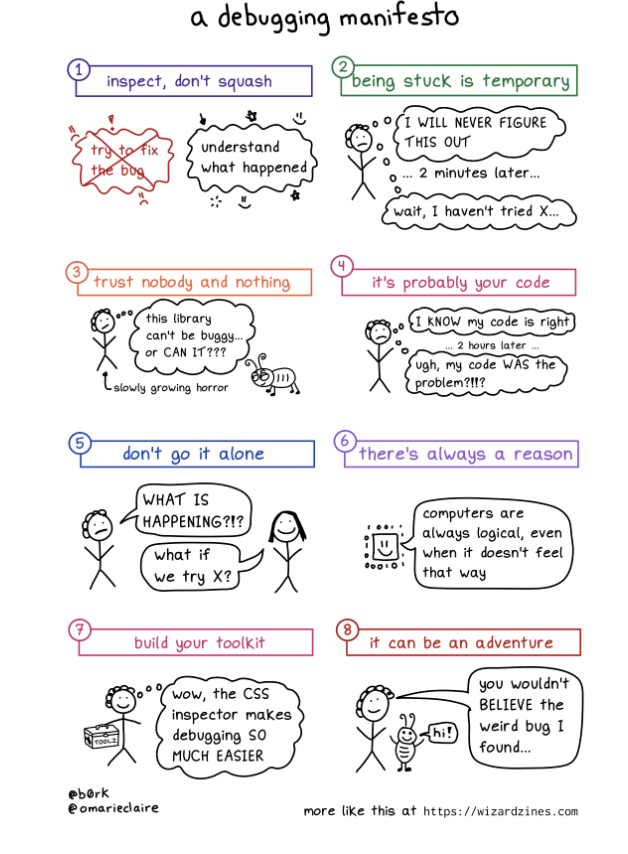 a debugging manifesto
1
inspect, don't squash
try to fix
the bug
understand
what happened
2
being stuck is temporary
I WILL NEVER FIGURE
THIS OUT
... 2 minutes later...
wait, I haven't tried X...
3
trust nobody and nothing
this library
can't be buggy...
or CAN IT???
slowly growing horror
4
it's probably your code
I KNOW my code is right
... 2 hours later ...
ugh, my code WAS the
problem?!!?
5
don't go it alone
WHAT IS
HAPPENING?!?
what if
we try X?
6
there's always a reason
computers are
always logical, even
when it doesn't feel
that way
7
build your toolkit
TOOLZ
wow, the CSS
inspector makes
debugging SO
MUCH EASIER
8
it can be an adventure
you wouldn't
BELIEVE the
weird bug I
found...
hi!
@b0rk
@omarieclaire
more like this at https://wizardzines.com